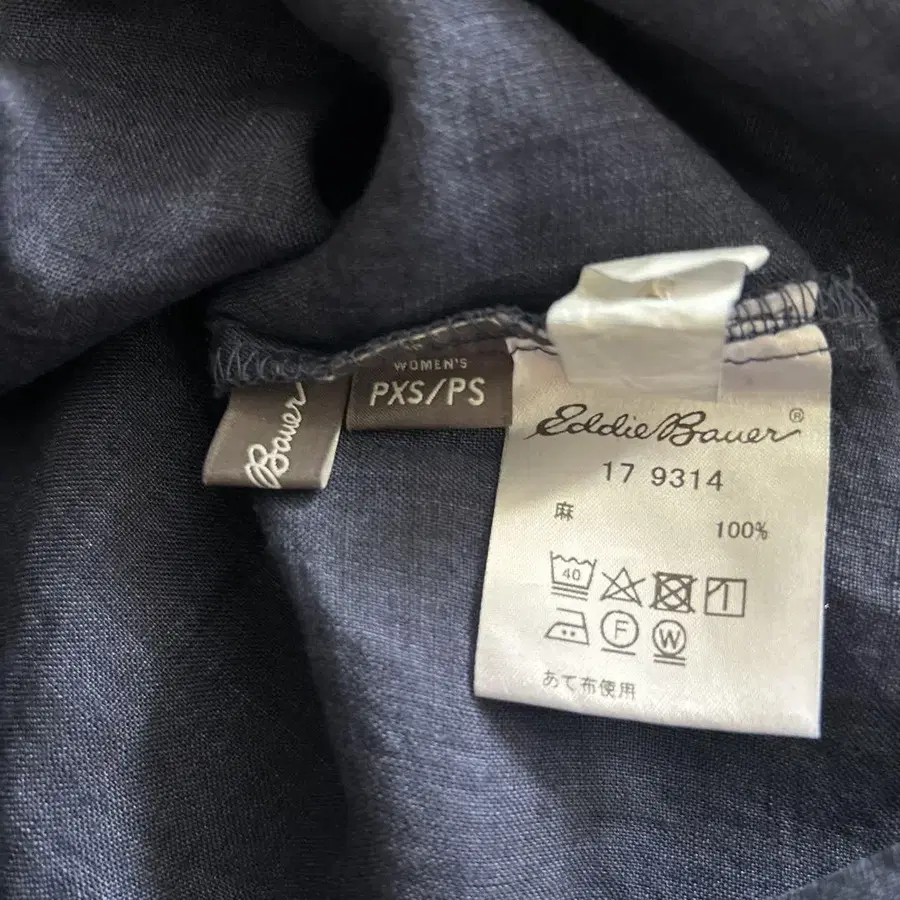 Bauer
WOMEN'S
PXS/PS
Eddie Bauer®
17 9314
麻 100%
40
F W
あて布使用